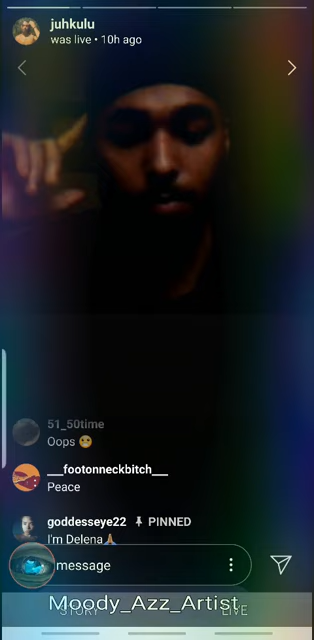 juhkulu
was live • 10h ago
51_50time
Oops 😬
___footonneckbitch___
Peace
goddesseye22 PINNED
I'm Delena🙏🏽
message
Moody_Azz_Artist
STORY LIVE